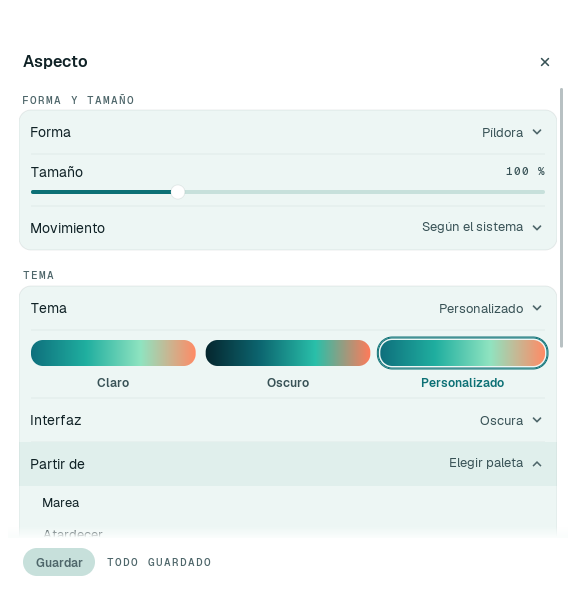 Aspecto
FORMA Y TAMAÑO
Forma
Píldora
Tamaño
100 %
Movimiento
Según el sistema
TEMA
Tema
Personalizado
Claro
Oscuro
Personalizado
Interfaz
Oscura
Partir de
Elegir paleta
Marea
Atardecer
Guardar
TODO GUARDADO